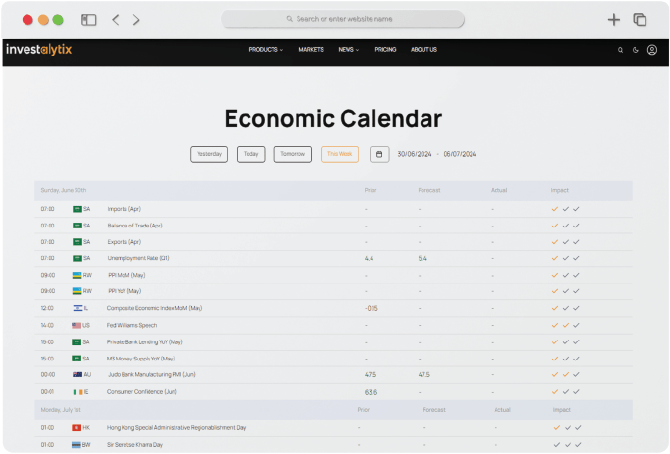 Search or enter website name
investalytix PRODUCTS MARKETS NEWS PRICING ABOUT US
Economic Calendar
Yesterday Today Tomorrow This Week 30/06/2024 - 06/07/2024
Sunday, June 10th Prior Forecast Actual Impact
07:00 SA Imports (Apr) - - -
07:00 SA Balance of Trade (Apr) - - -
07:00 SA Exports (Apr) - - -
07:00 SA Unemployment Rate (Q1) 4.4 5.4 -
09:00 RW PPI MoM (May) - - -
09:00 RW PPI YoY (May) - - -
12:00 IL Composite Economic IndexMoM (May) -0.15 - -
14:00 US Fed Willams Speech - - -
SA Private Bank Lending YoY (May) - - -
SA M3 Money Supply YoY (May) - - -
00:00 AU Judo Bank Manufacturing PMI (Jun) 47.5 47.5 -
00:01 IE Consumer Confidence (Jun) 63.6 - -
Monday, July 1st Prior Forecast Actual Impact
01:00 HK Hong Kong Special Administrative Regionablishment Day - - -
01:00 BW Sir Seretse Khama Day - - -